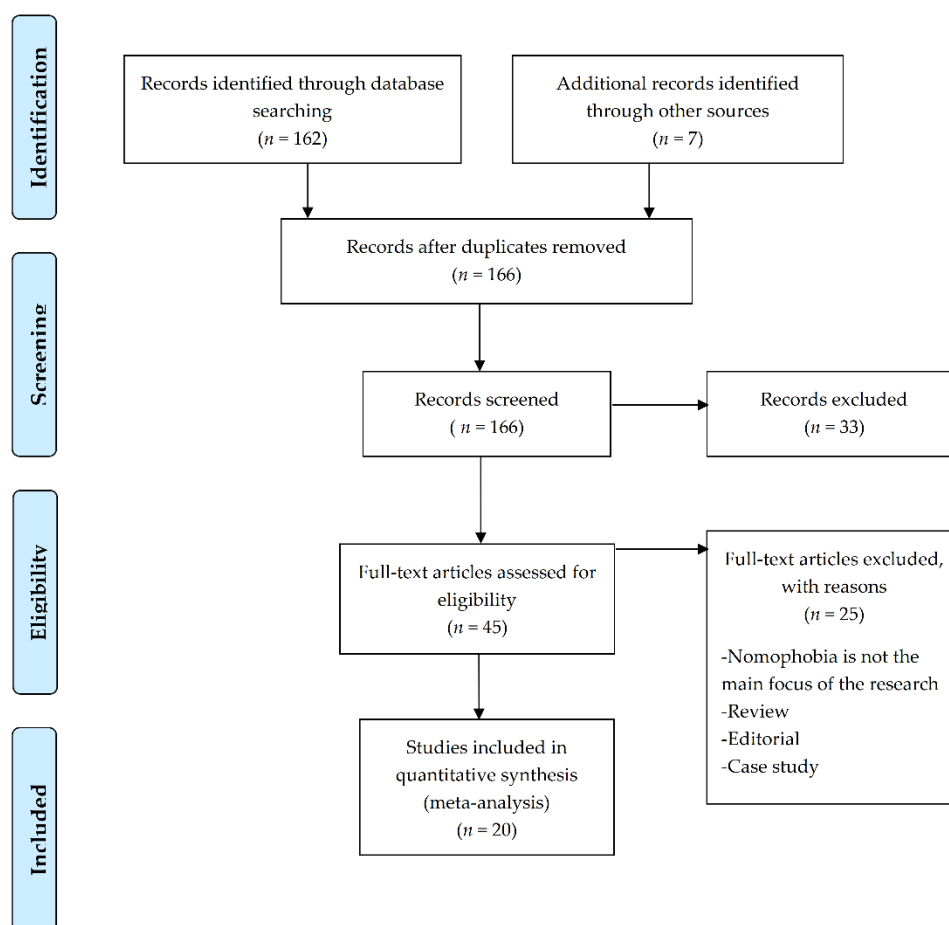 Identification
Records identified through database
searching
(n = 162)
Additional records identified
through other sources
(n = 7)
Screening
Records after duplicates removed
(n = 166)
Records screened
( n = 166)
Records excluded
(n = 33)
Eligibility
Full-text articles assessed for
eligibility
(n = 45)
Full-text articles excluded,
with reasons
(n = 25)
-Nomophobia is not the
main focus of the research
-Review
-Editorial
-Case study
Included
Studies included in
quantitative synthesis
(meta-analysis)
(n = 20)